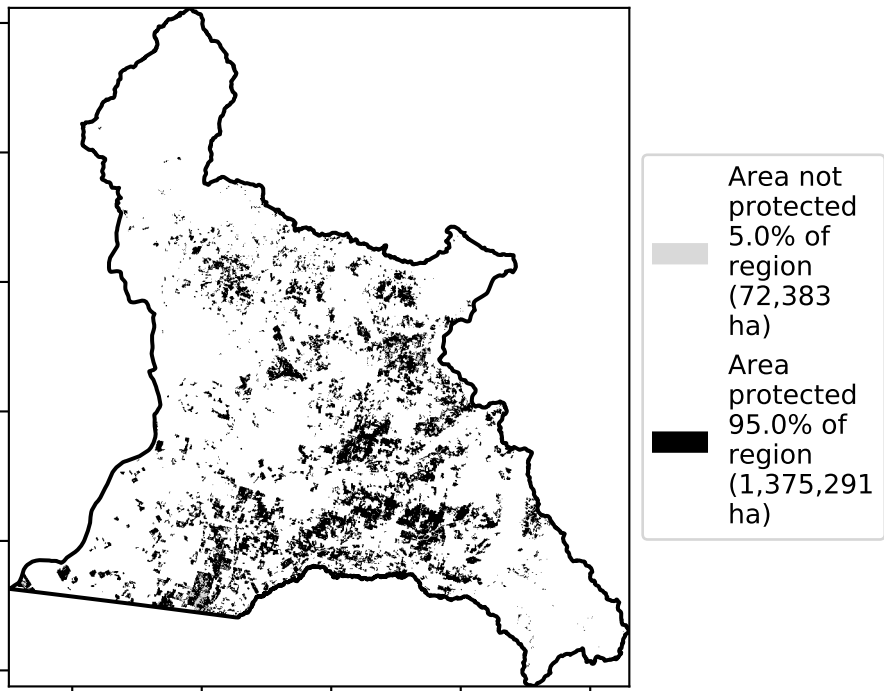 Area not
protected
5.0% of
region
(72,383
ha)
Area
protected
95.0% of
region
(1,375,291
ha)